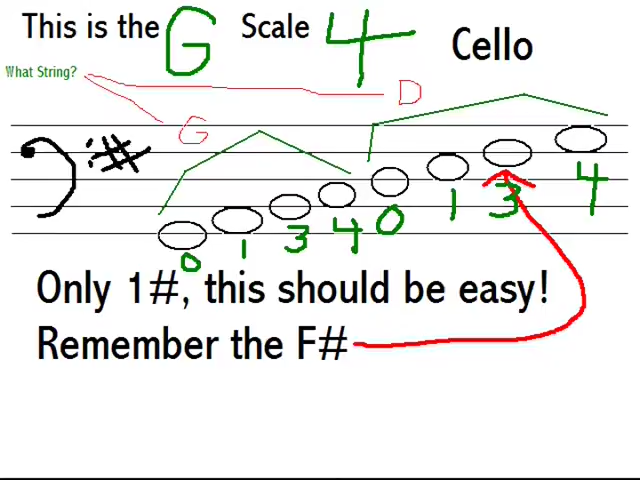 This is the G Scale 4 Cello
What String?
D
G
0 1 3 4 0 1 3 4
Only 1#, this should be easy!
Remember the F#